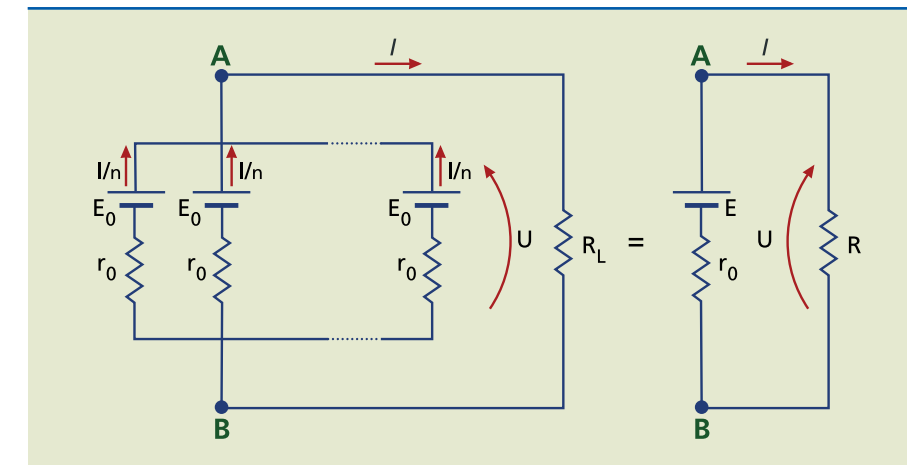 A I A I
I/n I/n I/n
E0 E0 E0 U RL = E U R
r0 r0 r0 r0
B B